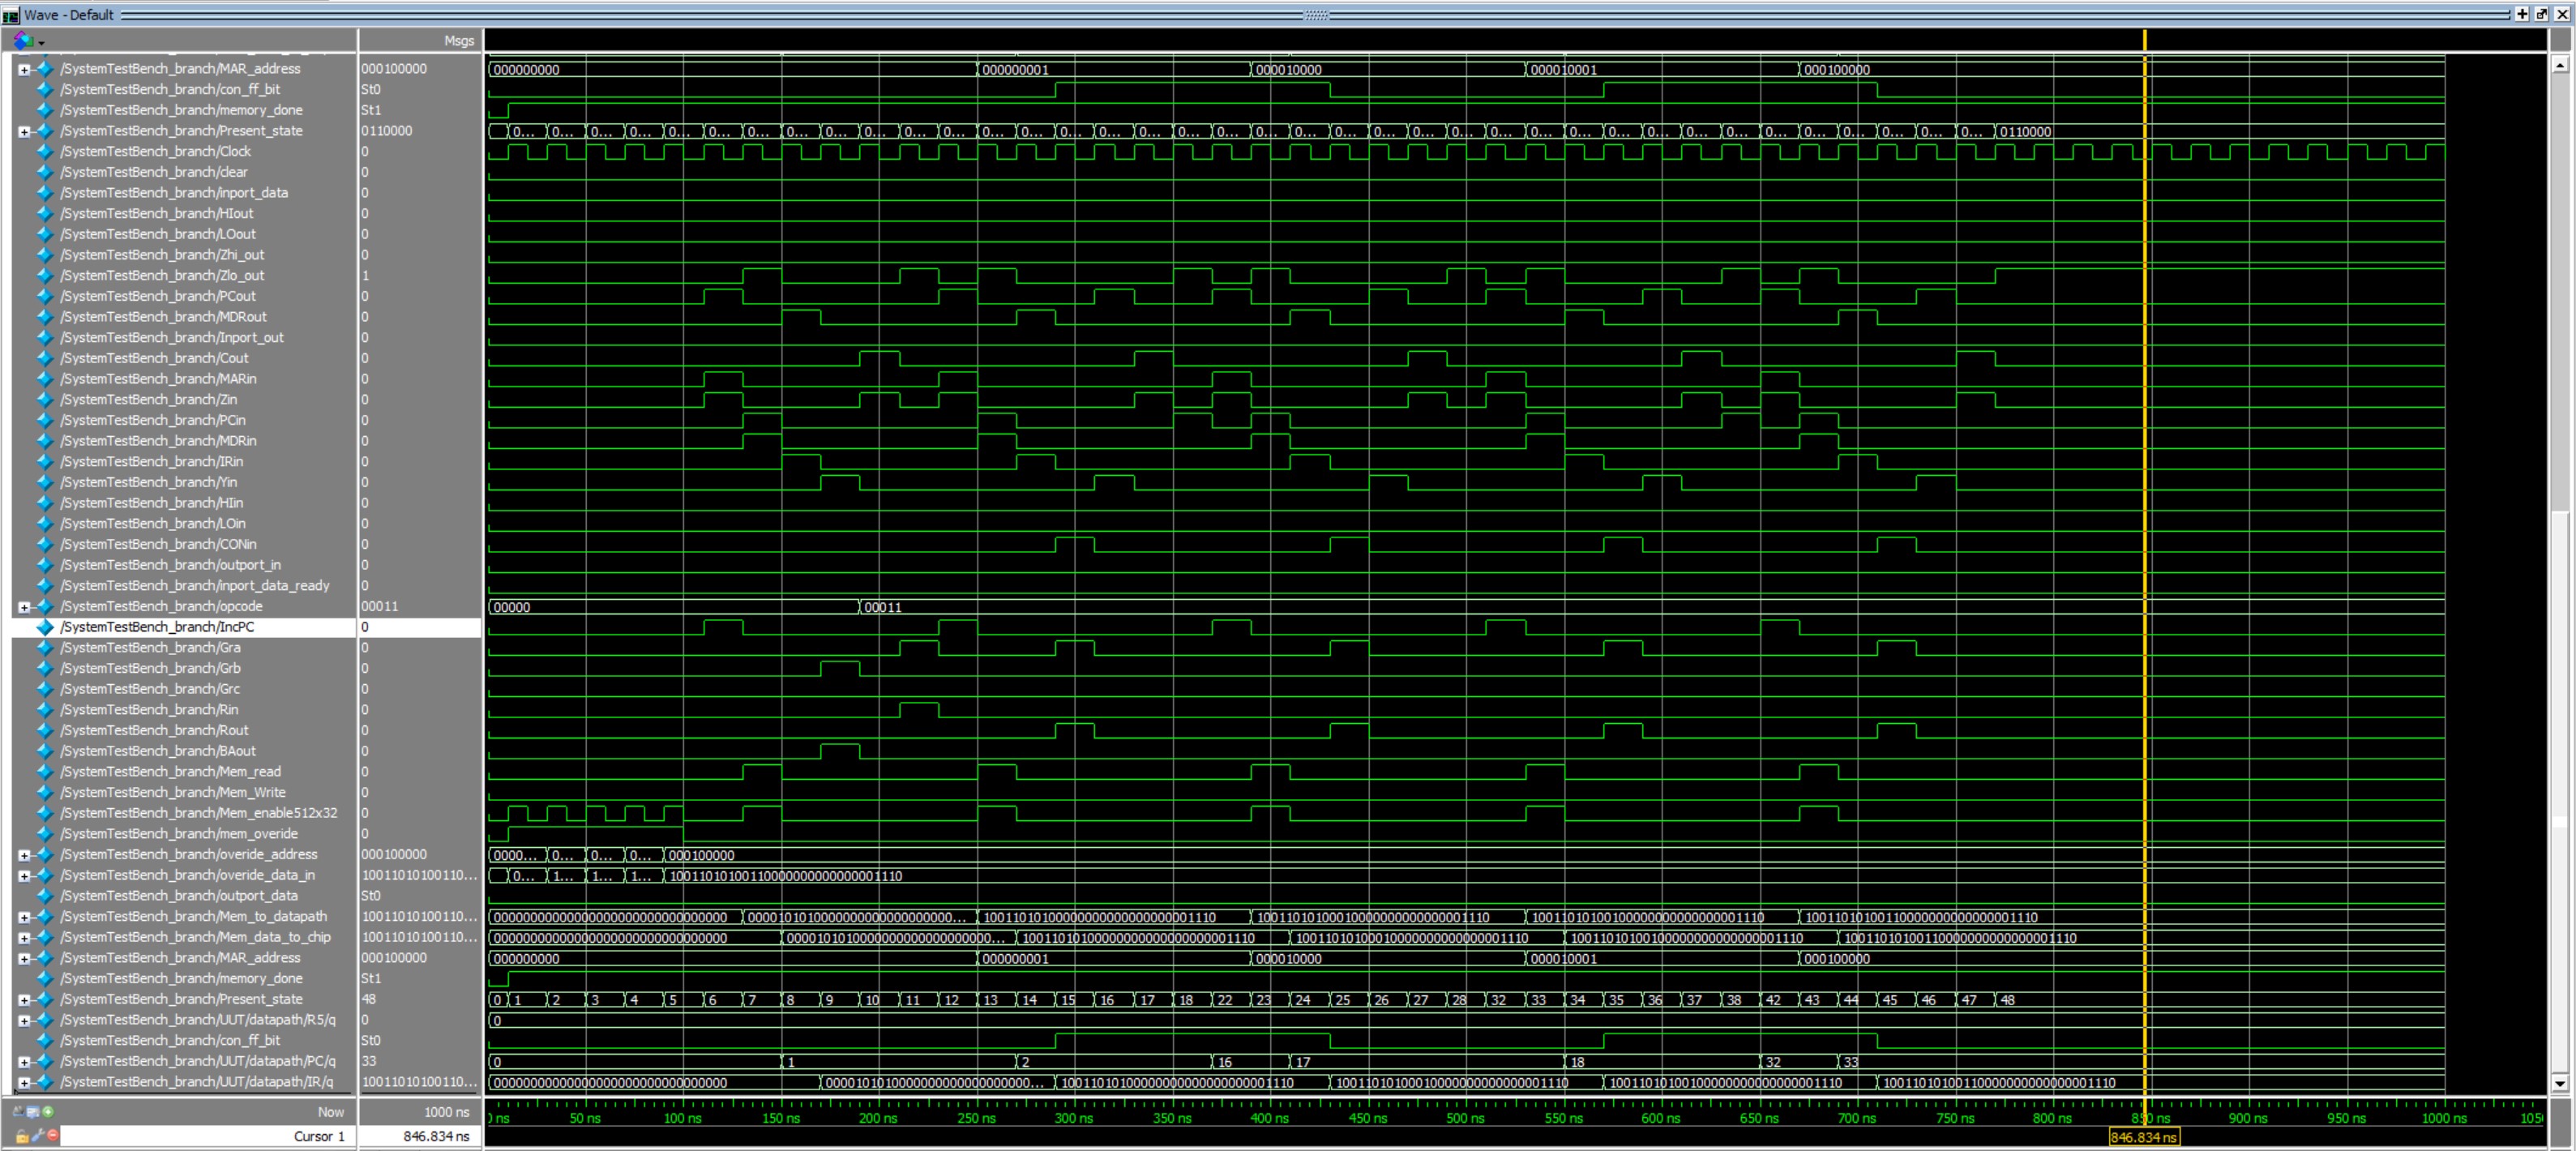 Wave - Default
Msgs
/SystemTestBench_branch/MAR_address 000100000 000000000 000000001 000010000 000010001 000100000
/SystemTestBench_branch/con_ff_bit St0
/SystemTestBench_branch/memory_done St1
/SystemTestBench_branch/Present_state 0110000 0... 0... 0... 0... 0... 0... 0... 0... 0... 0... 0... 0... 0... 0... 0... 0... 0... 0... 0... 0... 0... 0... 0... 0... 0... 0... 0... 0... 0... 0... 0... 0... 0... 0... 0... 0... 0... 0... 0110000
/SystemTestBench_branch/Clock 0
/SystemTestBench_branch/clear 0
/SystemTestBench_branch/inport_data 0
/SystemTestBench_branch/HIout 0
/SystemTestBench_branch/LOout 0
/SystemTestBench_branch/Zhi_out 0
/SystemTestBench_branch/Zlo_out 1
/SystemTestBench_branch/PCout 0
/SystemTestBench_branch/MDRout 0
/SystemTestBench_branch/Inport_out 0
/SystemTestBench_branch/Cout 0
/SystemTestBench_branch/MARin 0
/SystemTestBench_branch/Zin 0
/SystemTestBench_branch/PCin 0
/SystemTestBench_branch/MDRin 0
/SystemTestBench_branch/IRin 0
/SystemTestBench_branch/Yin 0
/SystemTestBench_branch/HIin 0
/SystemTestBench_branch/LOin 0
/SystemTestBench_branch/CONin 0
/SystemTestBench_branch/outport_in 0
/SystemTestBench_branch/inport_data_ready 0
/SystemTestBench_branch/opcode 00011 00000 00011
/SystemTestBench_branch/IncPC 0
/SystemTestBench_branch/Gra 0
/SystemTestBench_branch/Grb 0
/SystemTestBench_branch/Grc 0
/SystemTestBench_branch/Rin 0
/SystemTestBench_branch/Rout 0
/SystemTestBench_branch/BAout 0
/SystemTestBench_branch/Mem_read 0
/SystemTestBench_branch/Mem_Write 0
/SystemTestBench_branch/Mem_enable512x32 0
/SystemTestBench_branch/mem_overide 0
/SystemTestBench_branch/overide_address 000100000 0000... 0... 0... 0... 000100000
/SystemTestBench_branch/overide_data_in 10011010100110... 0... 1... 1... 1... 10011010100110000000000000001110
/SystemTestBench_branch/outport_data St0
/SystemTestBench_branch/Mem_to_datapath 10011010100110... 00000000000000000000000000000000 0000101010000000000000000000... 10011010100000000000000000001110 10011010100010000000000000001110 10011010100100000000000000001110 10011010100110000000000000001110
/SystemTestBench_branch/Mem_data_to_chip 10011010100110... 00000000000000000000000000000000 0000101010000000000000000000... 10011010100000000000000000001110 10011010100010000000000000001110 10011010100100000000000000001110 10011010100110000000000000001110
/SystemTestBench_branch/MAR_address 000100000 000000000 000000001 000010000 000010001 000100000
/SystemTestBench_branch/memory_done St1
/SystemTestBench_branch/Present_state 48 0 1 2 3 4 5 6 7 8 9 10 11 12 13 14 15 16 17 18 22 23 24 25 26 27 28 32 33 34 35 36 37 38 42 43 44 45 46 47 48
/SystemTestBench_branch/UUT/datapath/R5/q 0 0
/SystemTestBench_branch/con_ff_bit St0
/SystemTestBench_branch/UUT/datapath/PC/q 33 0 1 2 16 17 18 32 33
/SystemTestBench_branch/UUT/datapath/IR/q 10011010100110... 00000000000000000000000000000000 0000101010000000000000000000... 10011010100000000000000000001110 10011010100010000000000000001110 10011010100100000000000000001110 10011010100110000000000000001110
Now 1000 ns ns 50 ns 100 ns 150 ns 200 ns 250 ns 300 ns 350 ns 400 ns 450 ns 500 ns 550 ns 600 ns 650 ns 700 ns 750 ns 800 ns 850 ns 900 ns 950 ns 1000 ns 105
Cursor 1 846.834 ns 846.834 ns